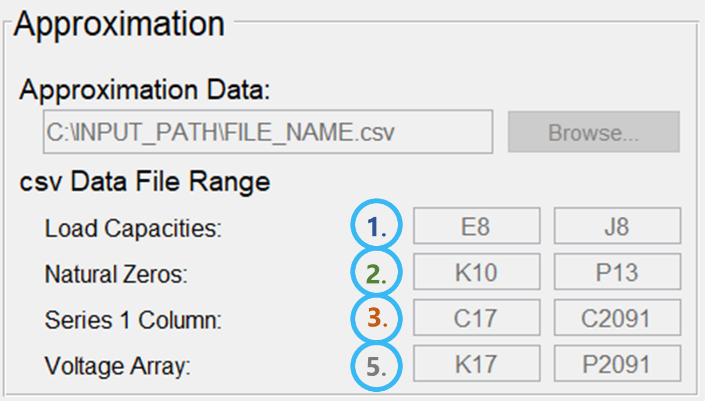 Approximation
Approximation Data:
C:\INPUT_PATH\FILE_NAME.csv Browse...
csv Data File Range
Load Capacities: 1. E8 J8
Natural Zeros: 2. K10 P13
Series 1 Column: 3. C17 C2091
Voltage Array: 5. K17 P2091